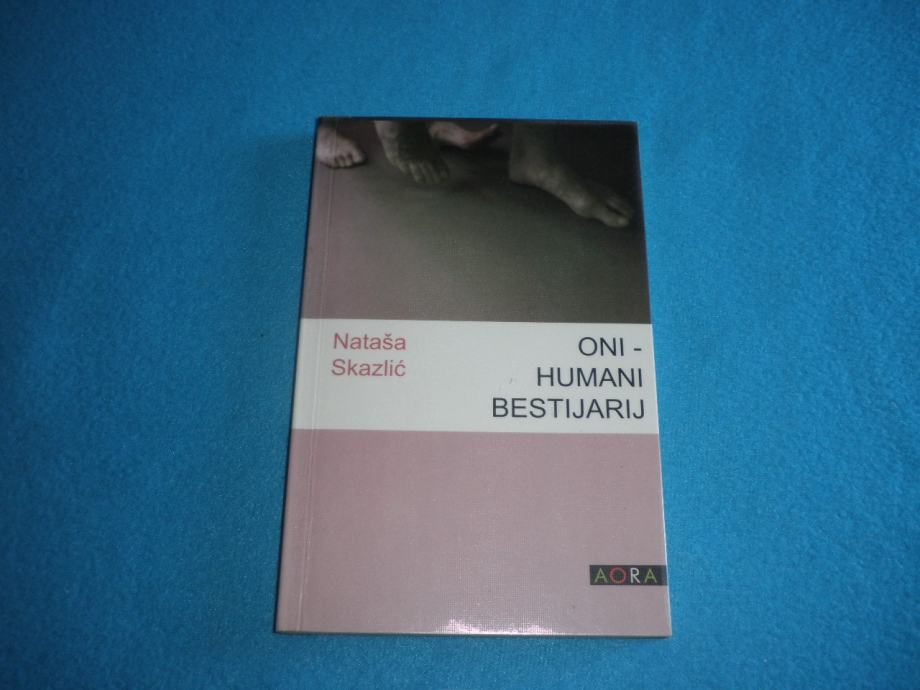 Nataša
Skazlić
ONI -
HUMANI
BESTIJARIJ
AORA